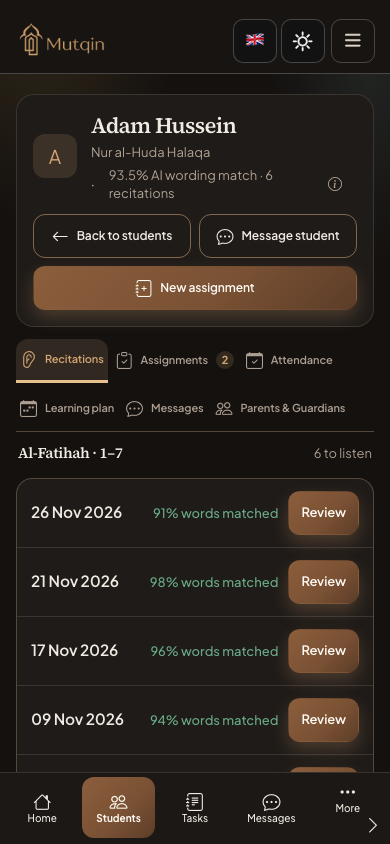 Mutqin
Adam Hussein
A
Nur al-Huda Halaqa
· 93.5% AI wording match · 6
recitations
Back to students
Message student
New assignment
Recitations
Assignments 2
Attendance
Learning plan
Messages
Parents & Guardians
Al-Fatihah · 1–7
6 to listen
26 Nov 2026 91% words matched Review
21 Nov 2026 98% words matched Review
17 Nov 2026 96% words matched Review
09 Nov 2026 94% words matched Review
Home
Students
Tasks
Messages
More